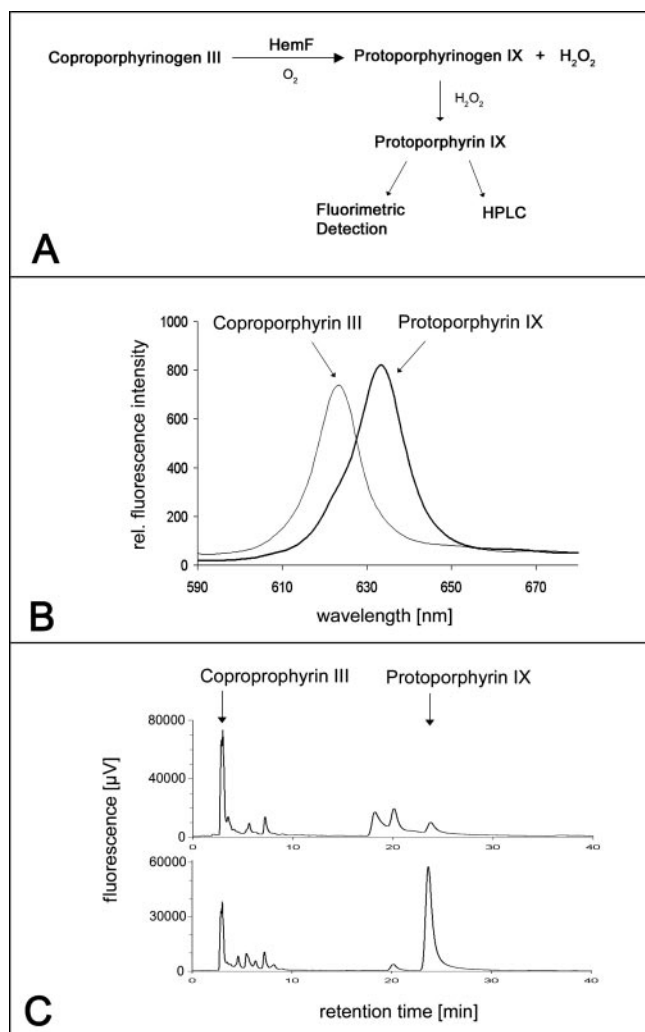 HemF
Coproporphyrinogen III Protoporphyrinogen IX + H2O2
O2
H2O2
Protoporphyrin IX
Fluorimetric HPLC
Detection
A
Coproporphyrin III Protoporphyrin IX
1000
800
600
400
200
0
590 610 630 650 670
rel. fluorescence intensity
wavelength [nm]
B
Coproprophyrin III Protoporphyrin IX
80000
40000
0
0 10 20 30 40
fluorescence [µV]
60000
30000
0
0 10 20 30 40
retention time [min]
C